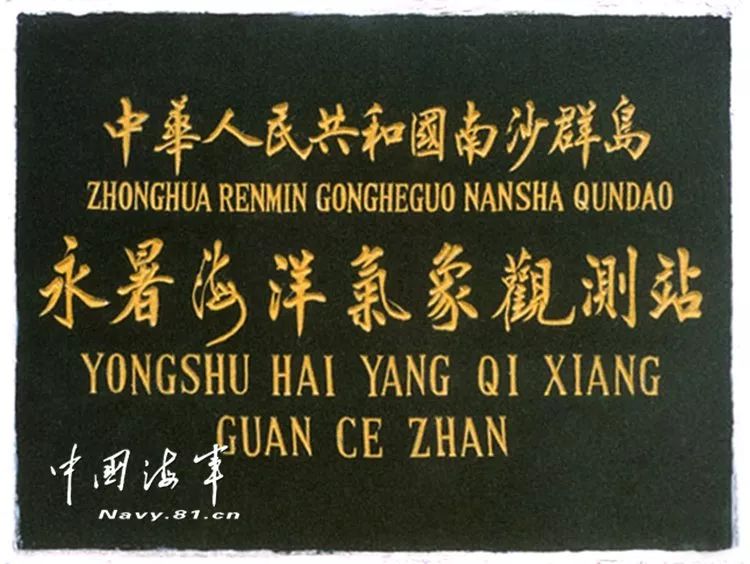 中華人民共和國南沙群島
ZHONGHUA RENMIN GONGHEGUO NANSHA QUNDAO
永暑海洋氣象觀測站
YONGSHU HAI YANG QI XIANG
GUAN CE ZHAN
中國海军
Navy.81.cn